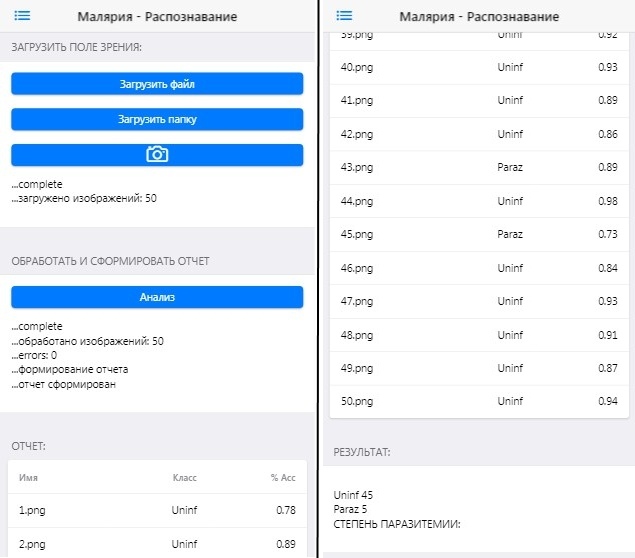 Малярия - Распознавание
ЗАГРУЗИТЬ ПОЛЕ ЗРЕНИЯ:
Загрузить файл
Загрузить папку
...complete
...загружено изображений: 50
ОБРАБОТАТЬ И СФОРМИРОВАТЬ ОТЧЕТ
Анализ
...complete
...обработано изображений: 50
...errors: 0
...формирование отчета
...отчет сформирован
ОТЧЕТ:
Имя Класс % Acc
1.png Uninf 0.78
2.png Uninf 0.89
Малярия - Распознавание
39.png Uninf 0.92
40.png Uninf 0.93
41.png Uninf 0.89
42.png Uninf 0.86
43.png Paraz 0.89
44.png Uninf 0.98
45.png Paraz 0.73
46.png Uninf 0.84
47.png Uninf 0.93
48.png Uninf 0.91
49.png Uninf 0.87
50.png Uninf 0.94
РЕЗУЛЬТАТ:
Uninf 45
Paraz 5
СТЕПЕНЬ ПАРАЗИТЕМИИ: